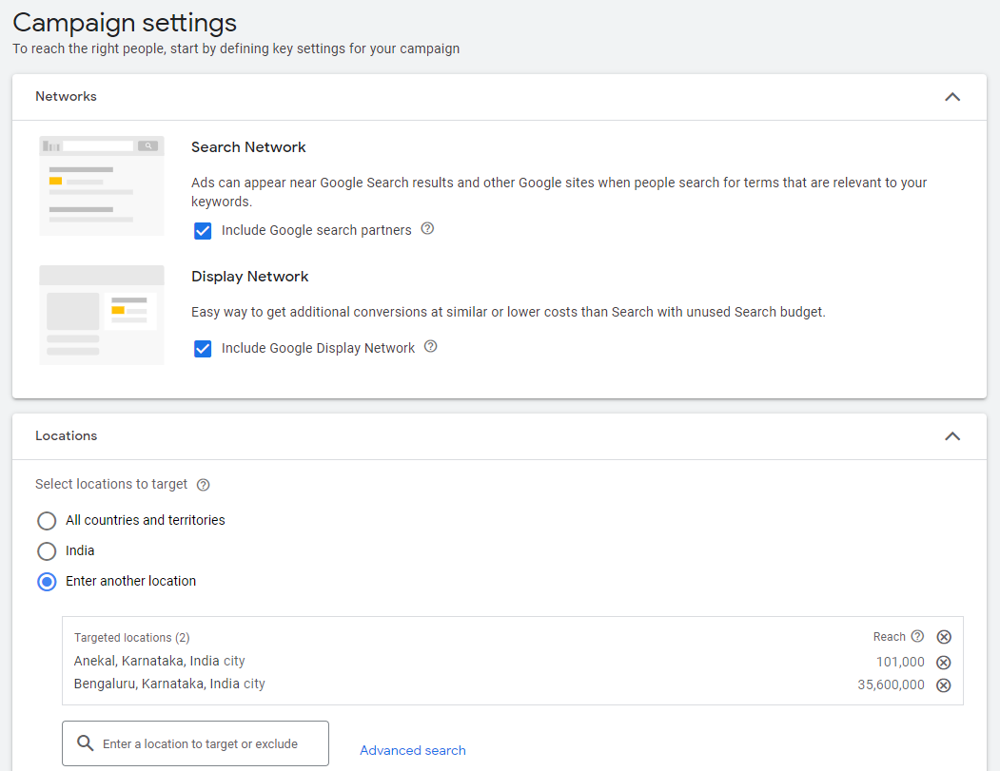 Campaign settings
To reach the right people, start by defining key settings for your campaign
Networks
Search Network
Ads can appear near Google Search results and other Google sites when people search for terms that are relevant to your
keywords.
Include Google search partners
Display Network
Easy way to get additional conversions at similar or lower costs than Search with unused Search budget.
Include Google Display Network
Locations
Select locations to target
All countries and territories
India
Enter another location
Targeted locations (2) Reach
Anekal, Karnataka, India city 101,000
Bengaluru, Karnataka, India city 35,600,000
Enter a location to target or exclude
Advanced search